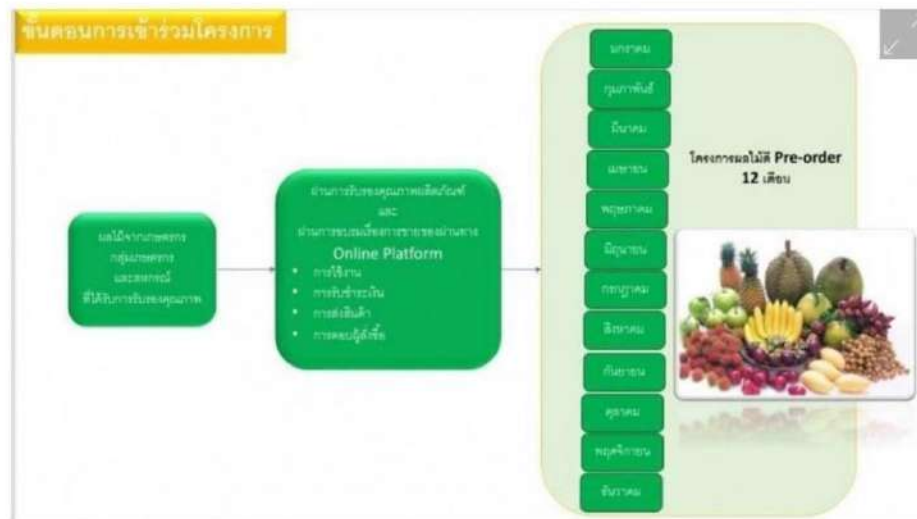 ขั้นตอนการเข้าร่วมโครงการ
ผลไม้จากเกษตรกร
กลุ่มเกษตรกร
และสหกรณ์
ที่ได้รับการรับรองคุณภาพ
ผ่านการรับรองคุณภาพผลิตภัณฑ์
และ
ผ่านการอบรมเรื่องการขายของผ่านทาง
Online Platform
• การใช้งาน
• การรับชำระเงิน
• การส่งสินค้า
• การตอบผู้สั่งซื้อ
มกราคม
กุมภาพันธ์
มีนาคม
เมษายน
พฤษภาคม
มิถุนายน
กรกฎาคม
สิงหาคม
กันยายน
ตุลาคม
พฤศจิกายน
ธันวาคม
โครงการผลไม้ดี Pre-order
12 เดือน